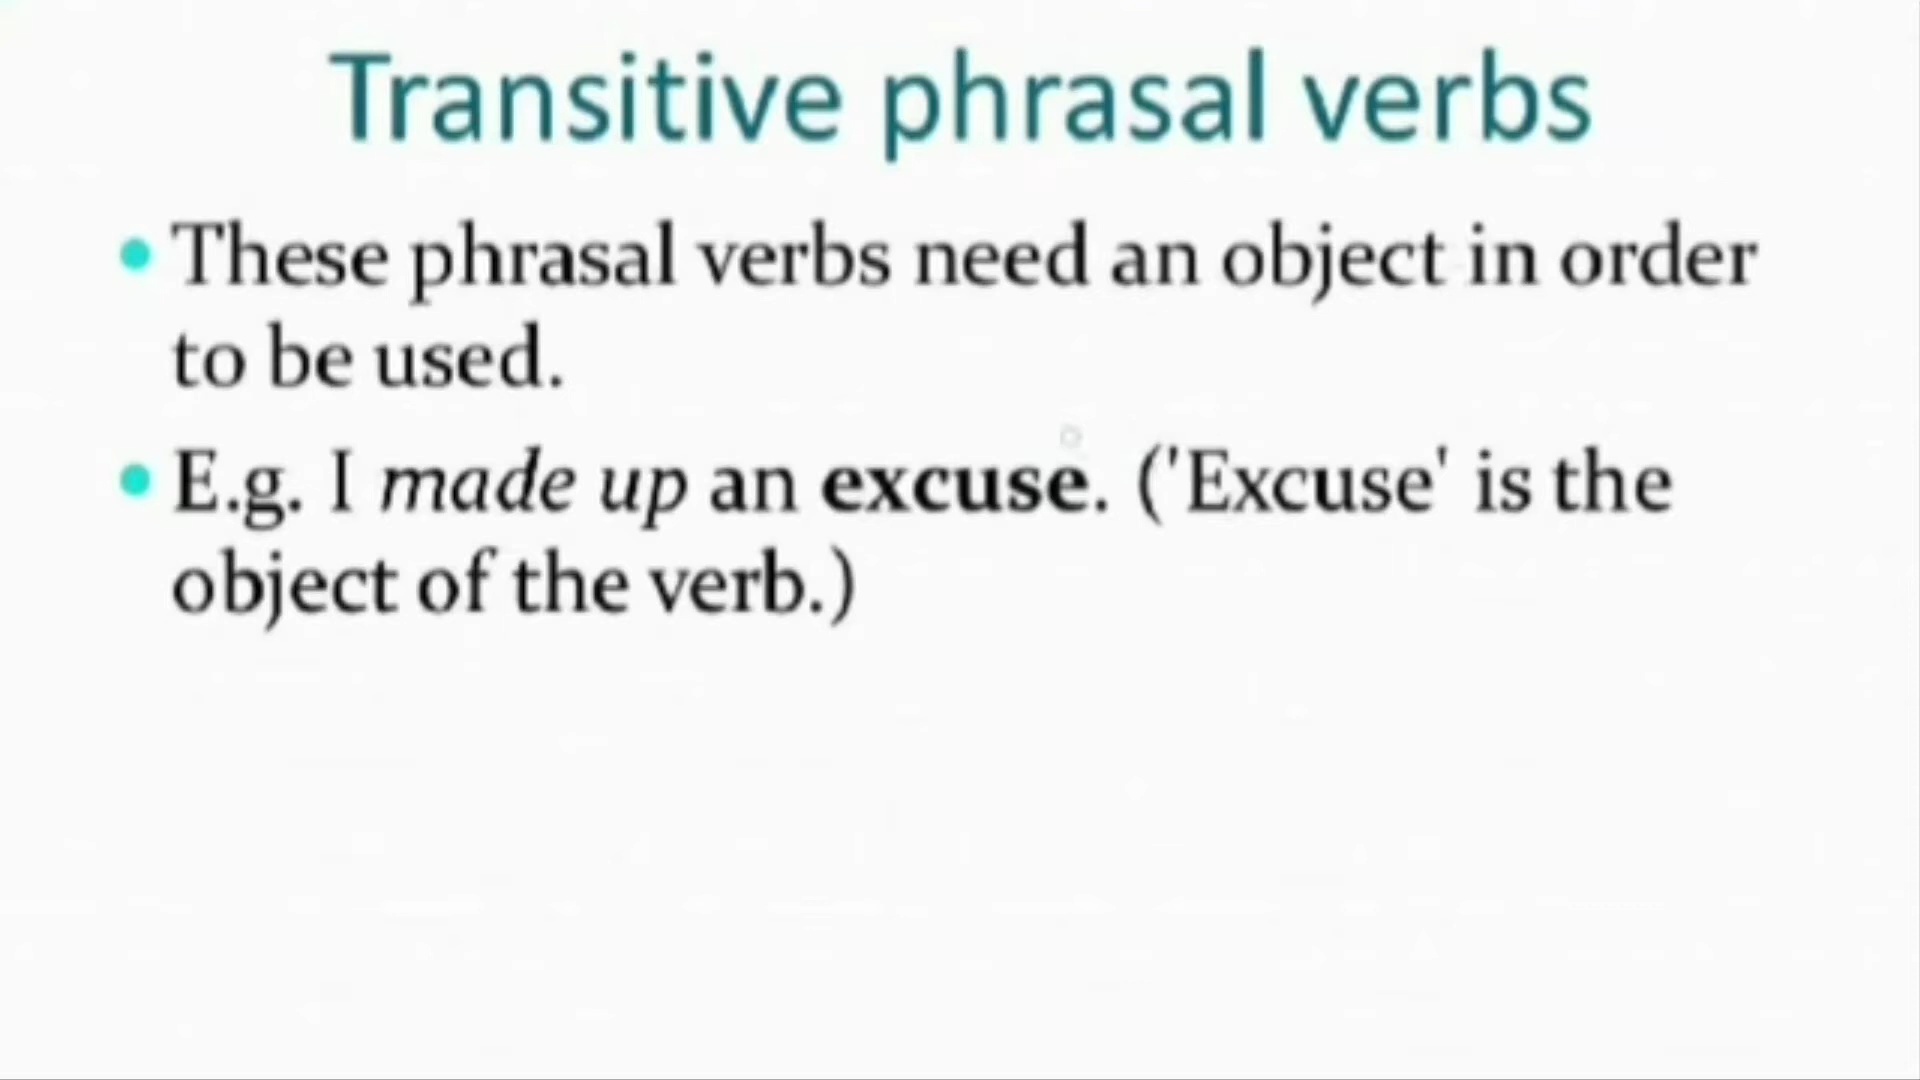 Transitive phrasal verbs
• These phrasal verbs need an object in order
to be used.
• E.g. I made up an excuse. ('Excuse' is the
object of the verb.)